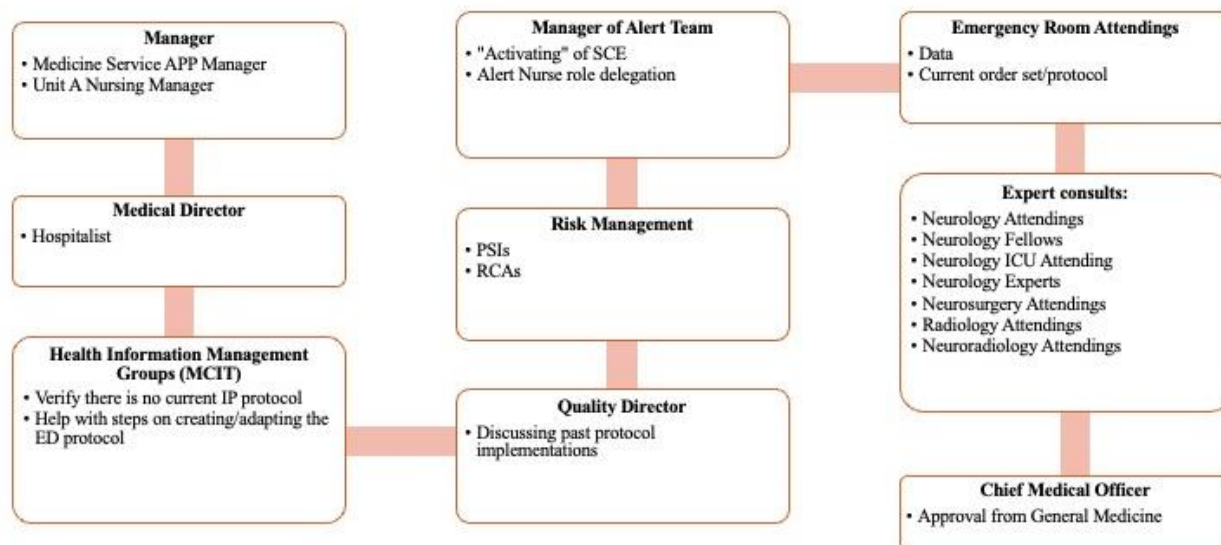 Manager
• Medicine Service APP Manager
• Unit A Nursing Manager
Medical Director
• Hospitalist
Health Information Management
Groups (MCIT)
• Verify there is no current IP protocol
• Help with steps on creating/adapting the
ED protocol
Quality Director
• Discussing past protocol
implementations
Risk Management
• PSIs
• RCAs
Manager of Alert Team
• "Activating" of SCE
• Alert Nurse role delegation
Emergency Room Attendings
• Data
• Current order set/protocol
Expert consults:
• Neurology Attendings
• Neurology Fellows
• Neurology ICU Attending
• Neurology Experts
• Neurosurgery Attendings
• Radiology Attendings
• Neuroradiology Attendings
Chief Medical Officer
• Approval from General Medicine